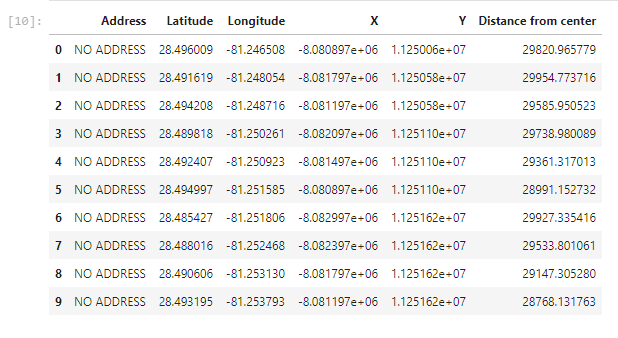 [10]: Address Latitude Longitude X Y Distance from center
0 NO ADDRESS 28.496009 -81.246508 -8.080897e+06 1.125006e+07 29820.965779
1 NO ADDRESS 28.491619 -81.248054 -8.081797e+06 1.125058e+07 29954.773716
2 NO ADDRESS 28.494208 -81.248716 -8.081197e+06 1.125058e+07 29585.950523
3 NO ADDRESS 28.489818 -81.250261 -8.082097e+06 1.125110e+07 29738.980089
4 NO ADDRESS 28.492407 -81.250923 -8.081497e+06 1.125110e+07 29361.317013
5 NO ADDRESS 28.494997 -81.251585 -8.080897e+06 1.125110e+07 28991.152732
6 NO ADDRESS 28.485427 -81.251806 -8.082997e+06 1.125162e+07 29927.335416
7 NO ADDRESS 28.488016 -81.252468 -8.082397e+06 1.125162e+07 29533.801061
8 NO ADDRESS 28.490606 -81.253130 -8.081797e+06 1.125162e+07 29147.305280
9 NO ADDRESS 28.493195 -81.253793 -8.081197e+06 1.125162e+07 28768.131763